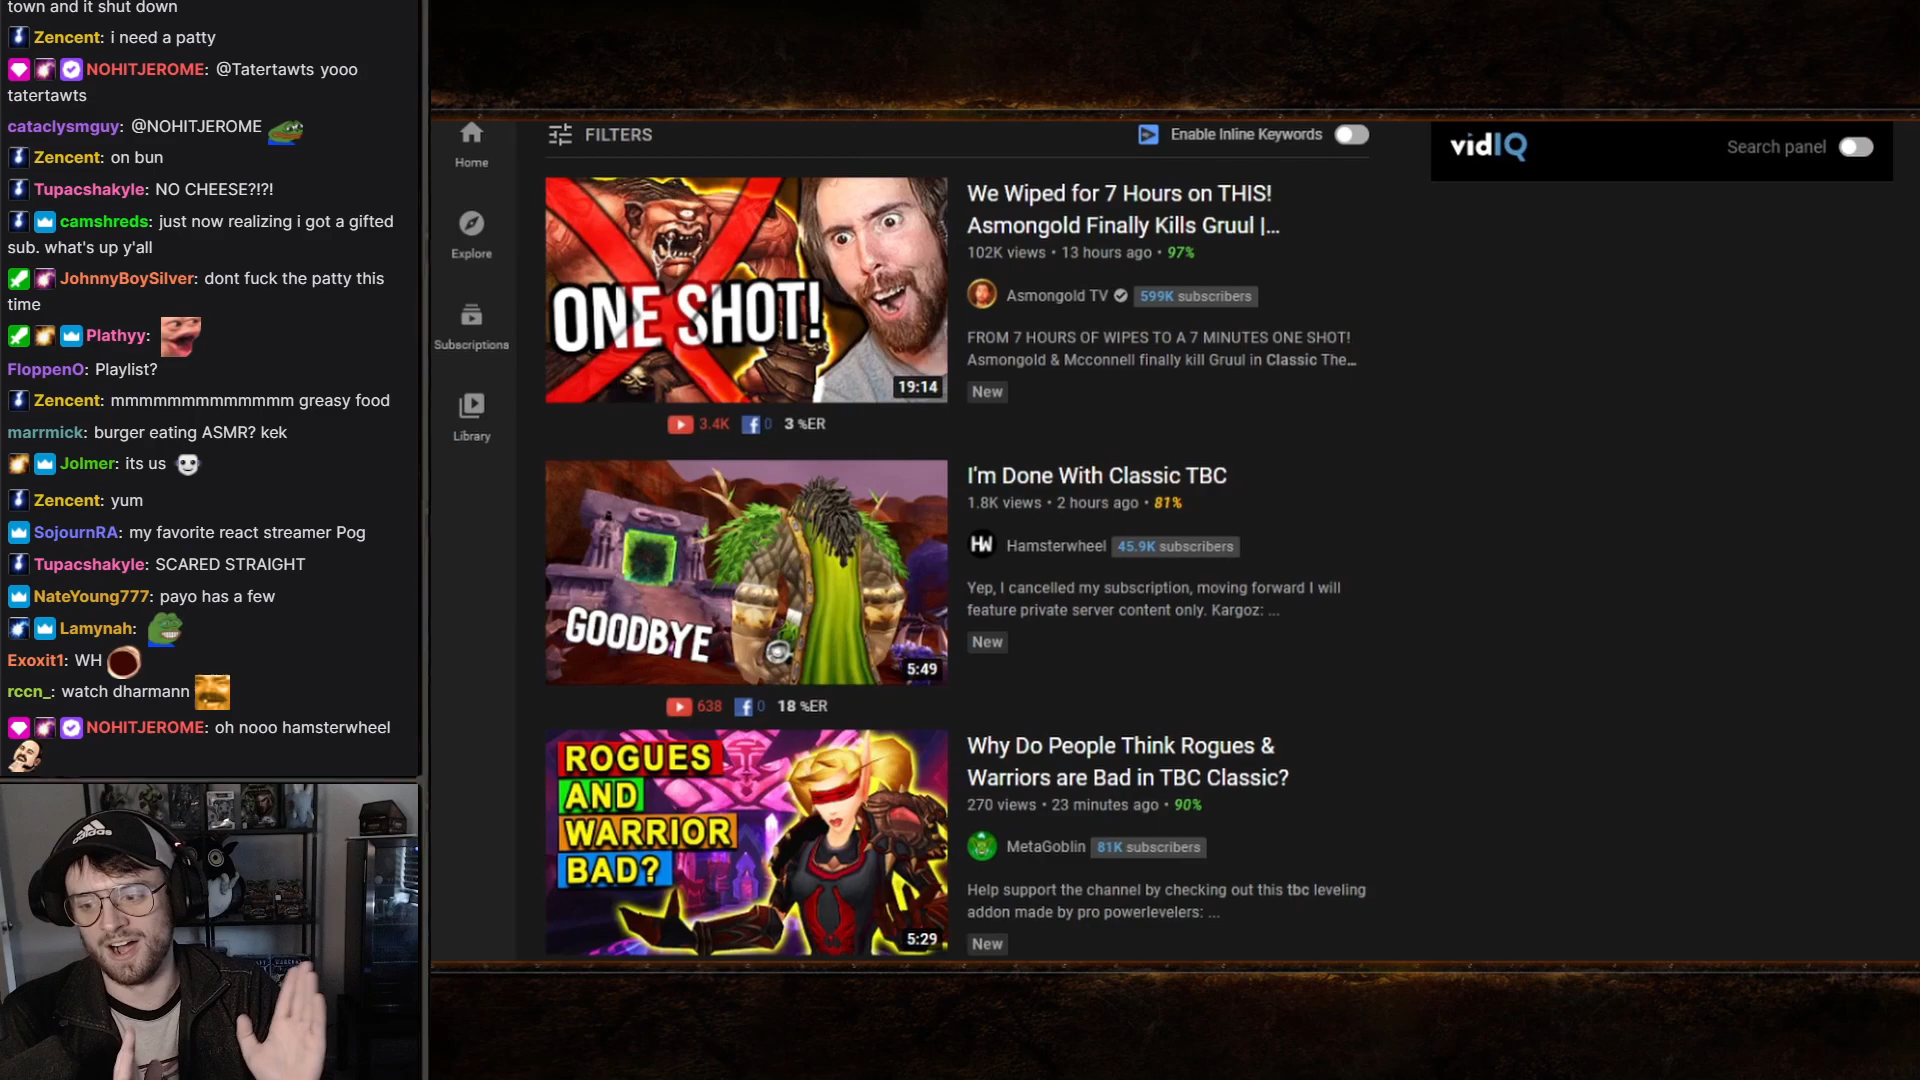 town and it shut down
Zencent: i need a patty
NOHITJEROME: @Tatertawts yooo
tatertawts
cataclysmguy: @NOHITJEROME
Zencent: on bun
Tupacshakyle: NO CHEESE?!?!
camshreds: just now realizing i got a gifted
sub. what's up y'all
JohnnyBoySilver: dont fuck the patty this
time
Plathyy:
FloppenO: Playlist?
Zencent: mmmmmmmmmmmm greasy food
marrmick: burger eating ASMR? kek
Jolmer: its us
Zencent: yum
SojournRA: my favorite react streamer Pog
Tupacshakyle: SCARED STRAIGHT
NateYoung777: payo has a few
Lamynah:
Exoxit1: WH
rccn_: watch dharmann
NOHITJEROME: oh nooo hamsterwheel
adidas
Home
Explore
Subscriptions
Library
FILTERS
Enable Inline Keywords
vidIQ
Search panel
ONE SHOT!
19:14
We Wiped for 7 Hours on THIS!
Asmongold Finally Kills Gruul |...
102K views • 13 hours ago • 97%
Asmongold TV 599K subscribers
FROM 7 HOURS OF WIPES TO A 7 MINUTES ONE SHOT!
Asmongold & Mcconnell finally kill Gruul in Classic The...
New
3.4K 0 3 %ER
GOODBYE
5:49
I'm Done With Classic TBC
1.8K views • 2 hours ago • 81%
HW Hamsterwheel 45.9K subscribers
Yep, I cancelled my subscription, moving forward I will
feature private server content only. Kargoz: ...
New
638 0 18 %ER
ROGUES
AND
WARRIOR
BAD?
5:29
Why Do People Think Rogues &
Warriors are Bad in TBC Classic?
270 views • 23 minutes ago • 90%
MetaGoblin 81K subscribers
Help support the channel by checking out this tbc leveling
addon made by pro powerlevelers: ...
New